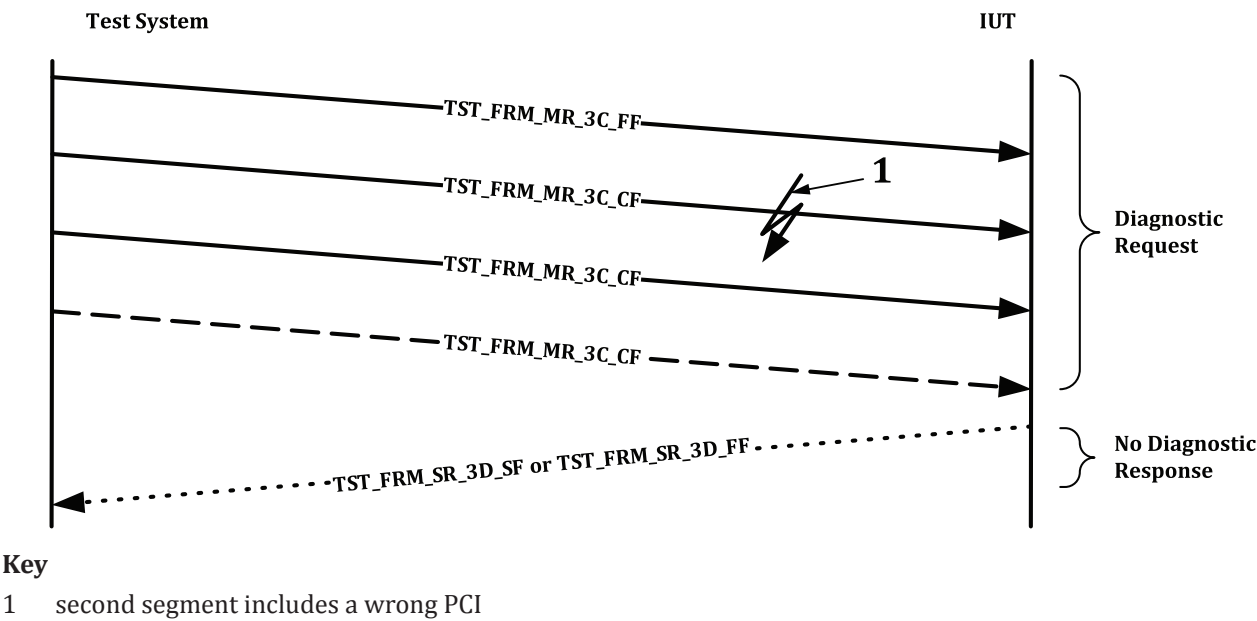 Test System
IUT
TST_FRM_MR_3C_FF
1
TST_FRM_MR_3C_CF
Diagnostic
Request
TST_FRM_MR_3C_CF
TST_FRM_MR_3C_CF
No Diagnostic
Response
TST_FRM_SR_3D_SF or TST_FRM_SR_3D_FF
Key
1 second segment includes a wrong PCI